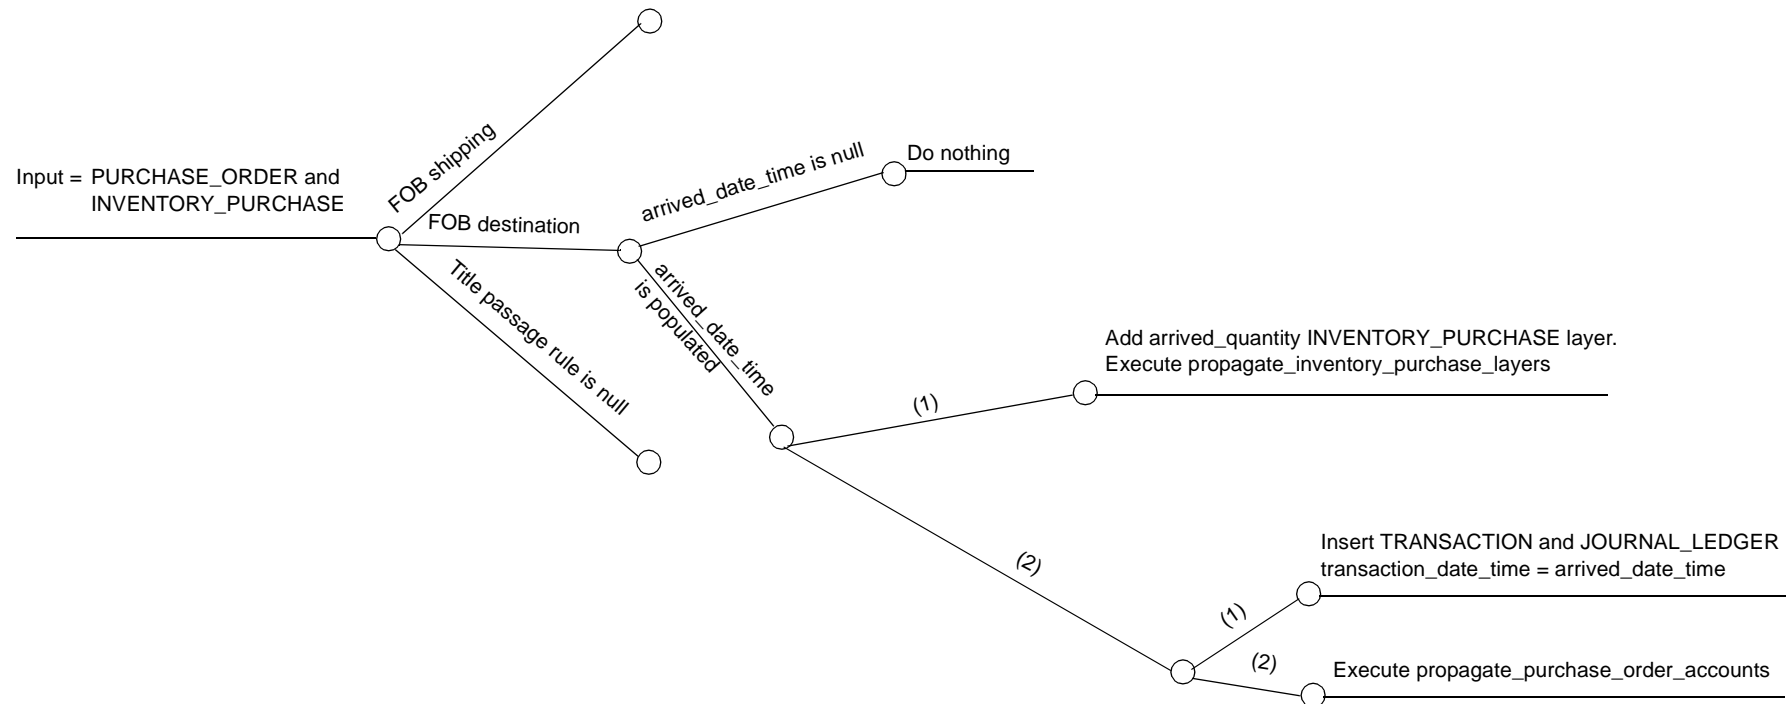 Input = PURCHASE_ORDER and
INVENTORY_PURCHASE
FOB shipping
FOB destination
Title passage rule is null
arrived_date_time is null
Do nothing
arrived_date_time
is populated
(1)
Add arrived_quantity INVENTORY_PURCHASE layer.
Execute propagate_inventory_purchase_layers
(2)
(1)
Insert TRANSACTION and JOURNAL_LEDGER
transaction_date_time = arrived_date_time
(2)
Execute propagate_purchase_order_accounts